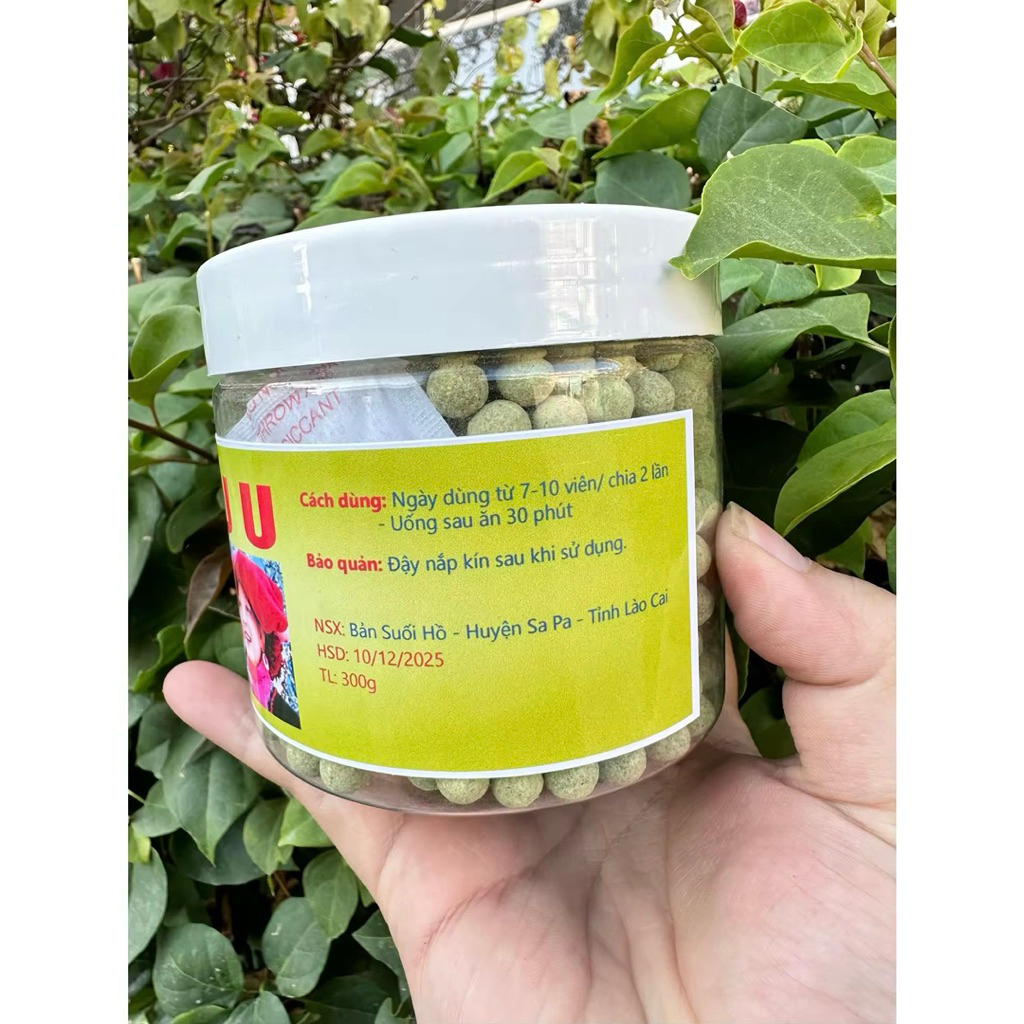 THROW
DESICCANT
U
Cách dùng: Ngày dùng từ 7-10 viên/ chia 2 lần
- Uống sau ăn 30 phút
Bảo quản: Đậy nắp kín sau khi sử dụng.
NSX: Bản Suối Hồ - Huyện Sa Pa - Tỉnh Lào Cai
HSD: 10/12/2025
TL: 300g